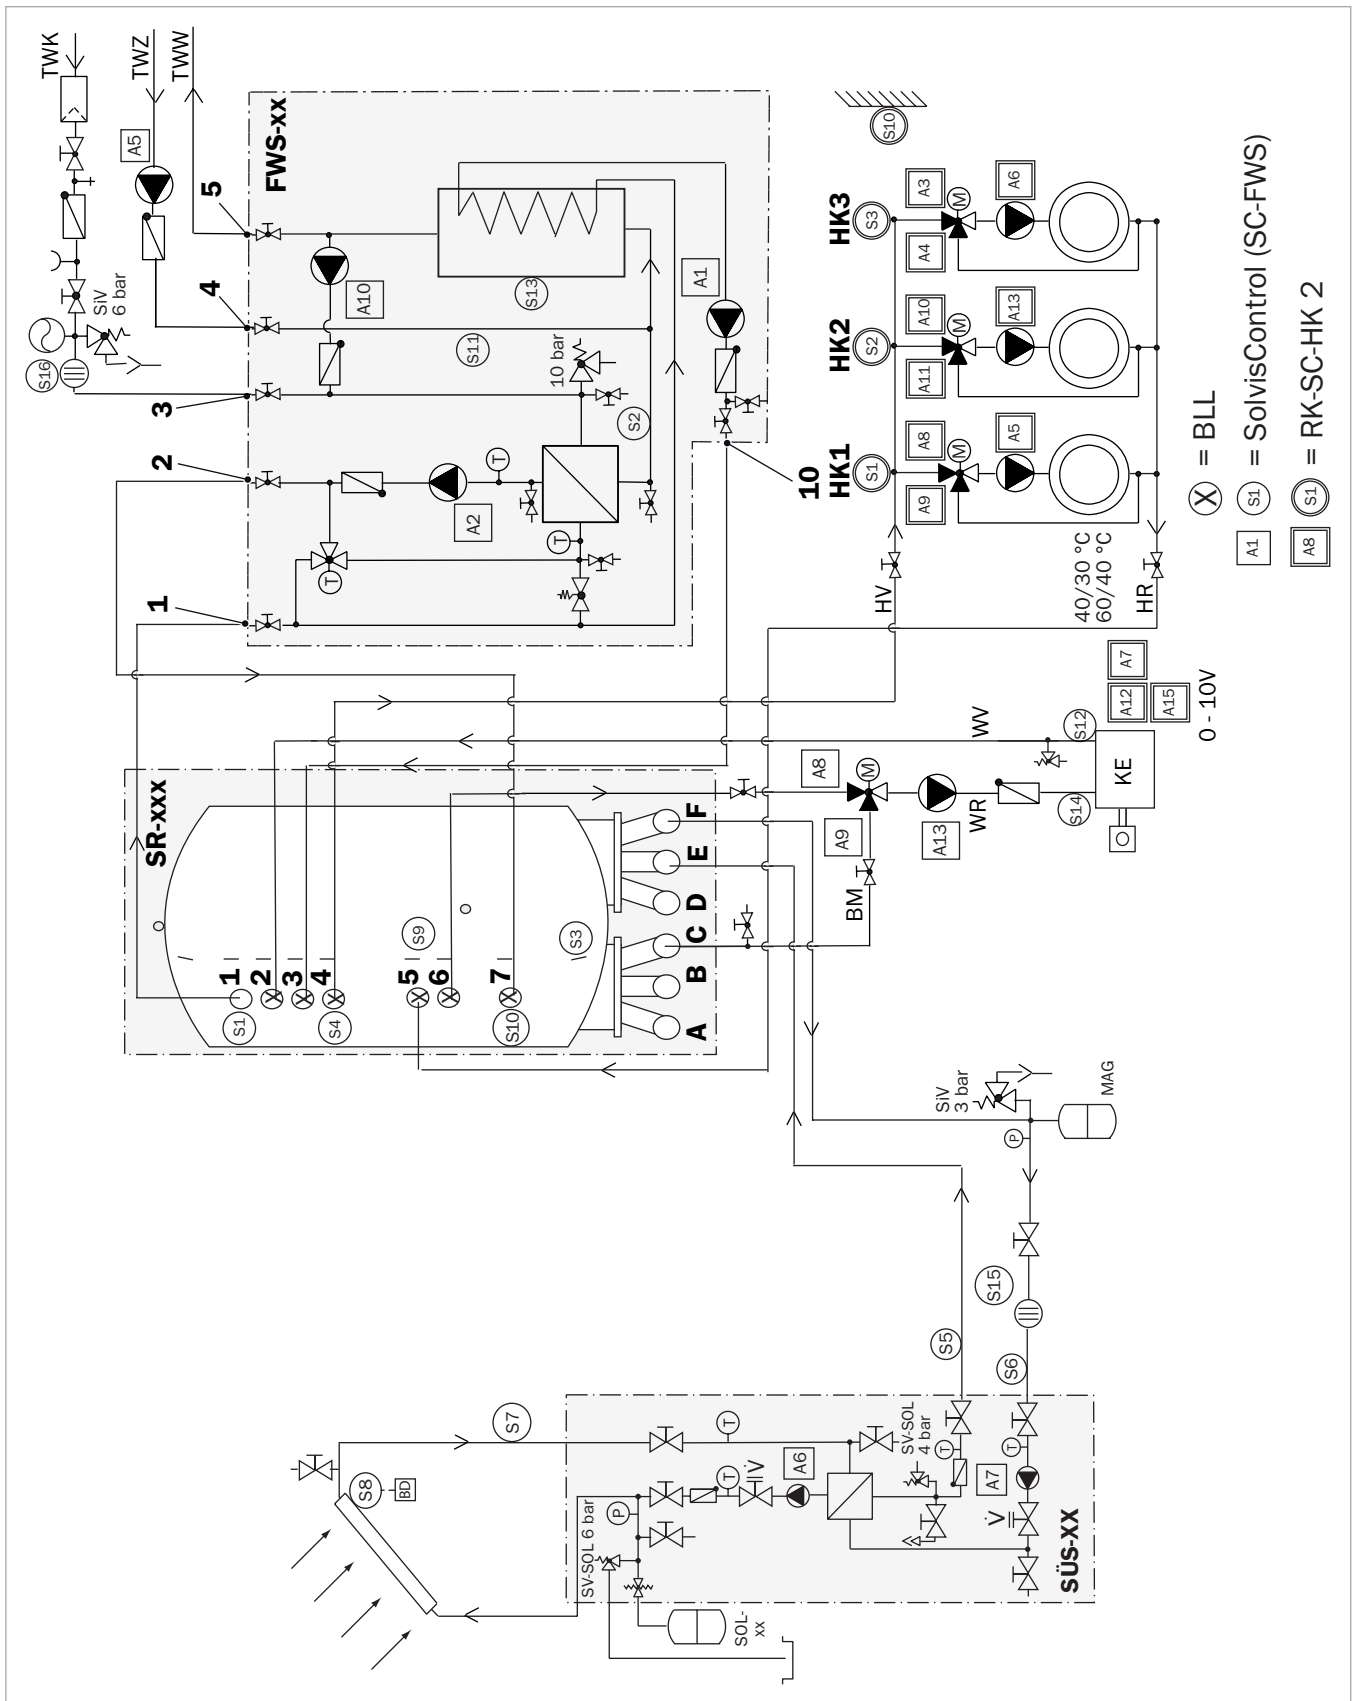 TWK
TWZ
TWW
A5
S16
SiV
6 bar
5
4
3
2
1
FWS-xx
A10
S13
S11
10 bar
S2
A1
T
T
T
A2
10
S10
HK3
S3
A3
M
A4
A6
HK2
S2
A10
M
A11
A13
HK1
S1
A8
M
A9
A5
HV
40/30 °C
60/40 °C
HR
X = BLL
A1 S1 = SolvisControl (SC-FWS)
A8 S1 = RK-SC-HK 2
SR-xxx
1
2
3
4
5
6
7
S1
S4
S9
S10
S3
A
B
C
D
E
F
A8
M
A9
BM
A13
WR
WV
S12
S14
KE
A7
A12
A15
0 - 10V
SiV
3 bar
MAG
P
S15
S5
S6
S7
S8
BD
SV-SOL 6 bar
P
T
T
V̇
A6
SV-SOL
4 bar
T
T
A7
V̇
SÜS-XX
SOL-
xx